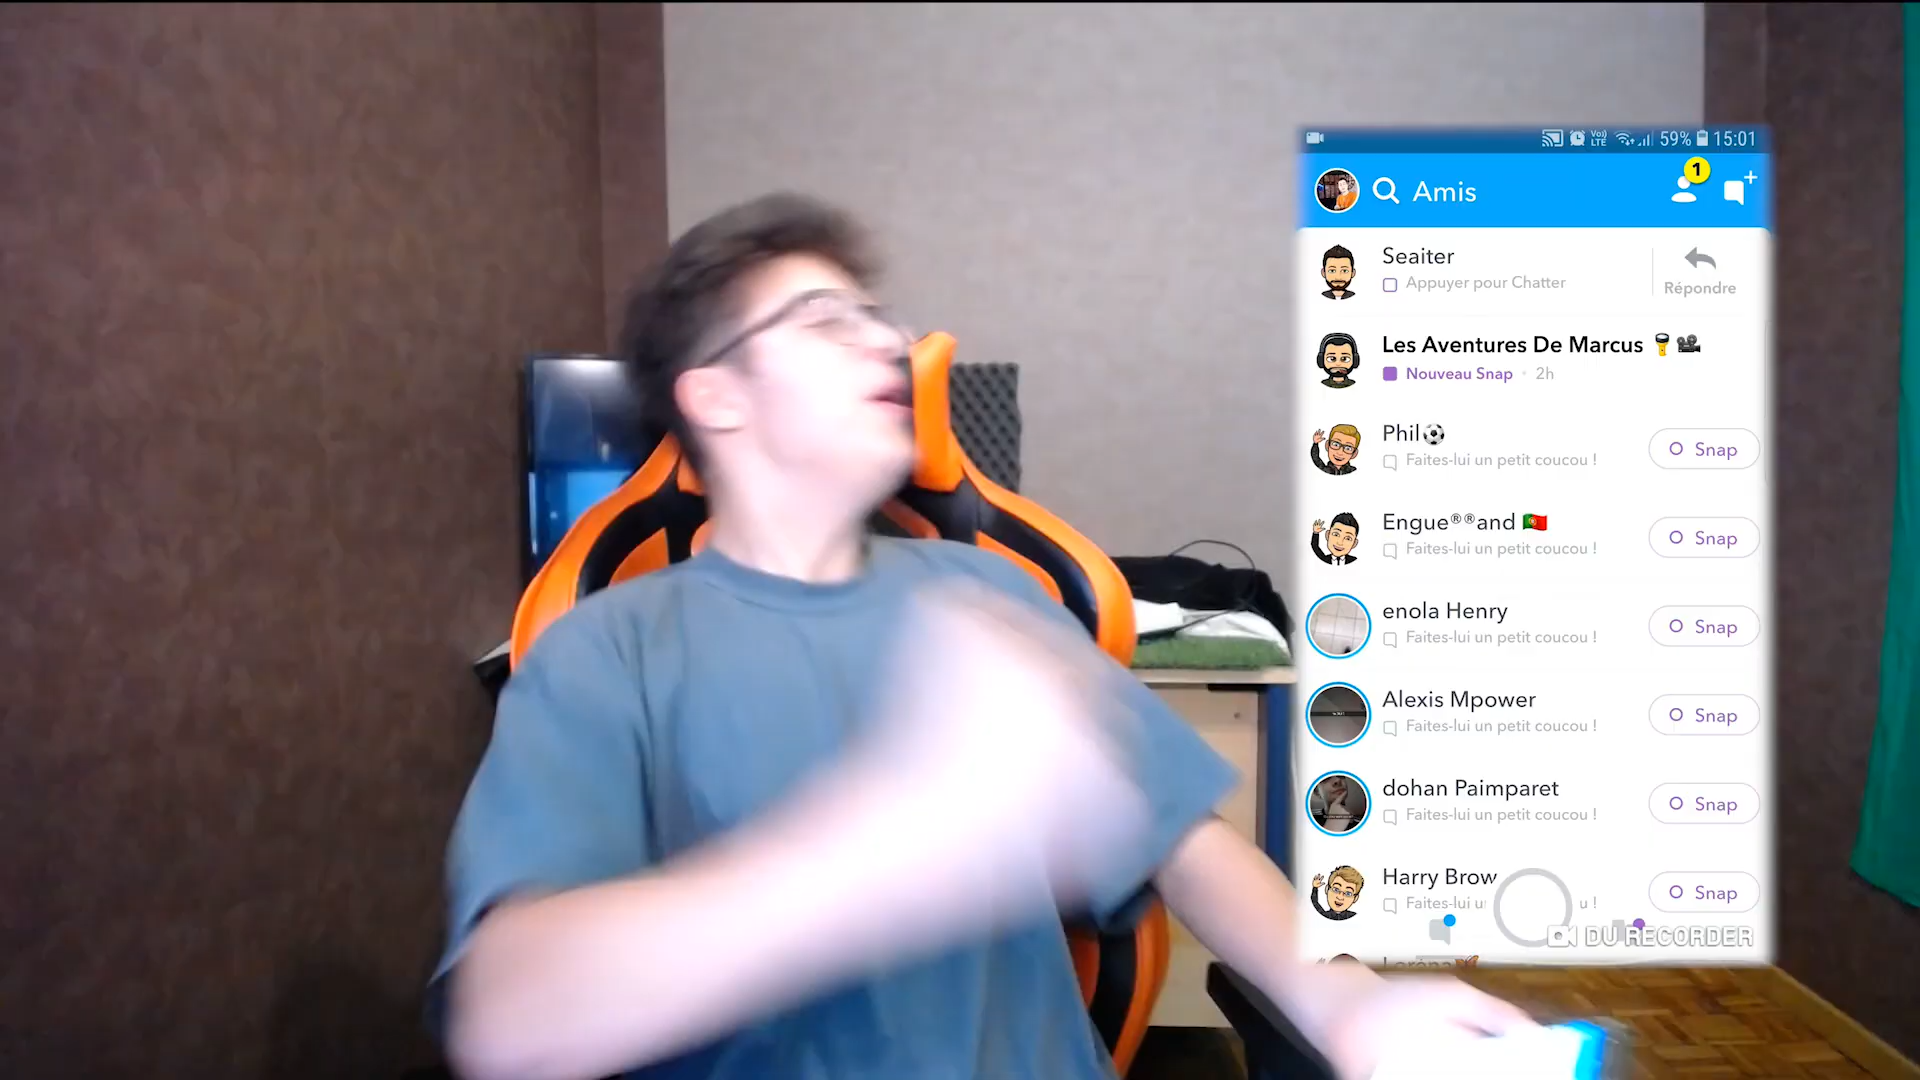 59% 15:01
Amis
1
Seaiter
Appuyer pour Chatter
Répondre
Les Aventures De Marcus
Nouveau Snap · 2h
Phil
Faites-lui un petit coucou !
Snap
Engue®®and
Faites-lui un petit coucou !
Snap
enola Henry
Faites-lui un petit coucou !
Snap
Alexis Mpower
Faites-lui un petit coucou !
Snap
dohan Paimparet
Faites-lui un petit coucou !
Snap
Harry Brow
Faites-lui u
u !
Snap
DU RECORDER